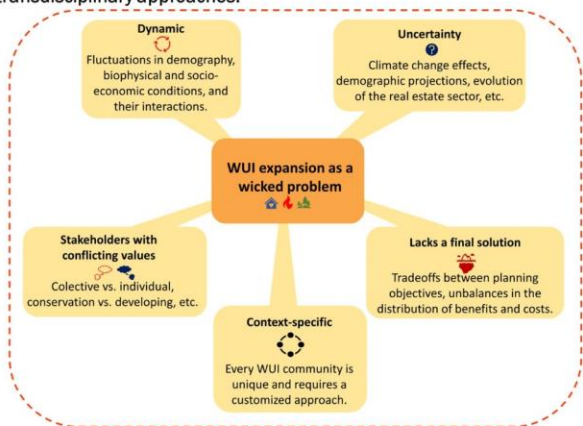 transdisciplinary approaches.
Dynamic
Fluctuations in demography,
biophysical and socio-
economic conditions, and
their interactions.
Uncertainty
?
Climate change effects,
demographic projections, evolution
of the real estate sector, etc.
WUI expansion as a
wicked problem
Stakeholders with
conflicting values
Colective vs. individual,
conservation vs. developing, etc.
Lacks a final solution
Tradeoffs between planning
objectives, unbalances in the
distribution of benefits and costs.
Context-specific
Every WUI community is
unique and requires a
customized approach.